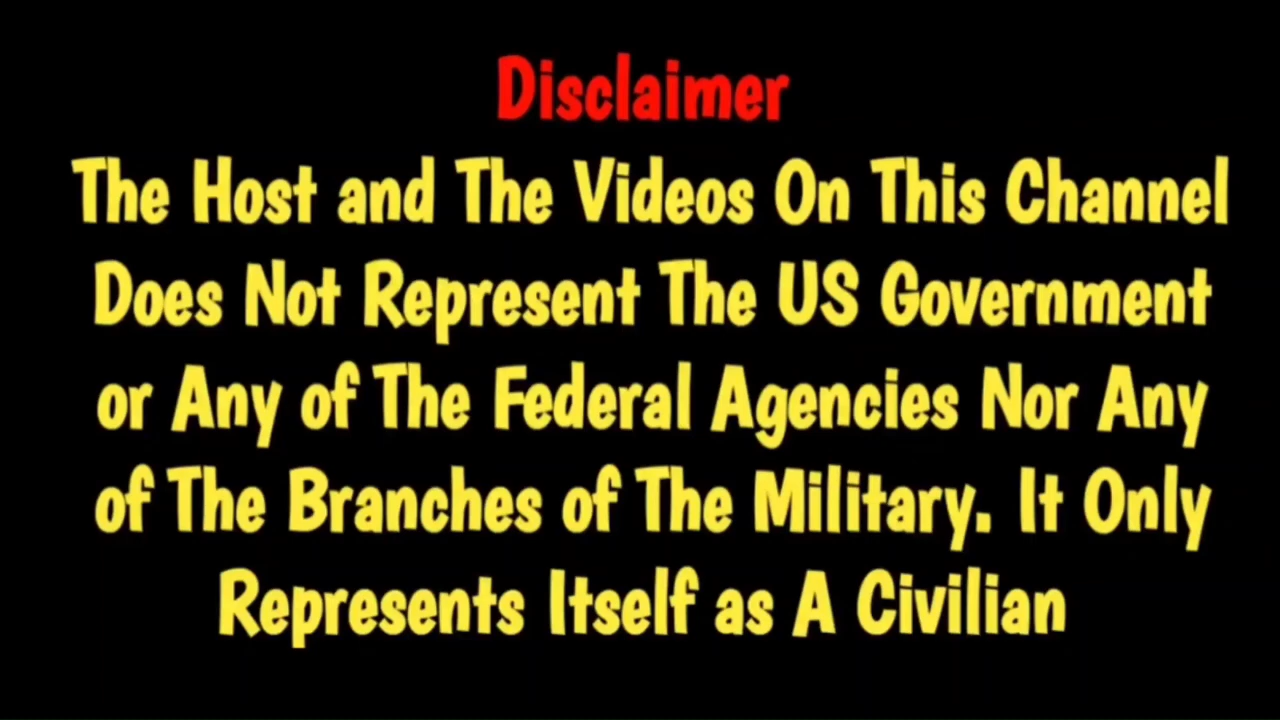 Disclaimer
The Host and The Videos On This Channel
Does Not Represent The US Government
or Any of The Federal Agencies Nor Any
of The Branches of The Military. It Only
Represents Itself as A Civilian